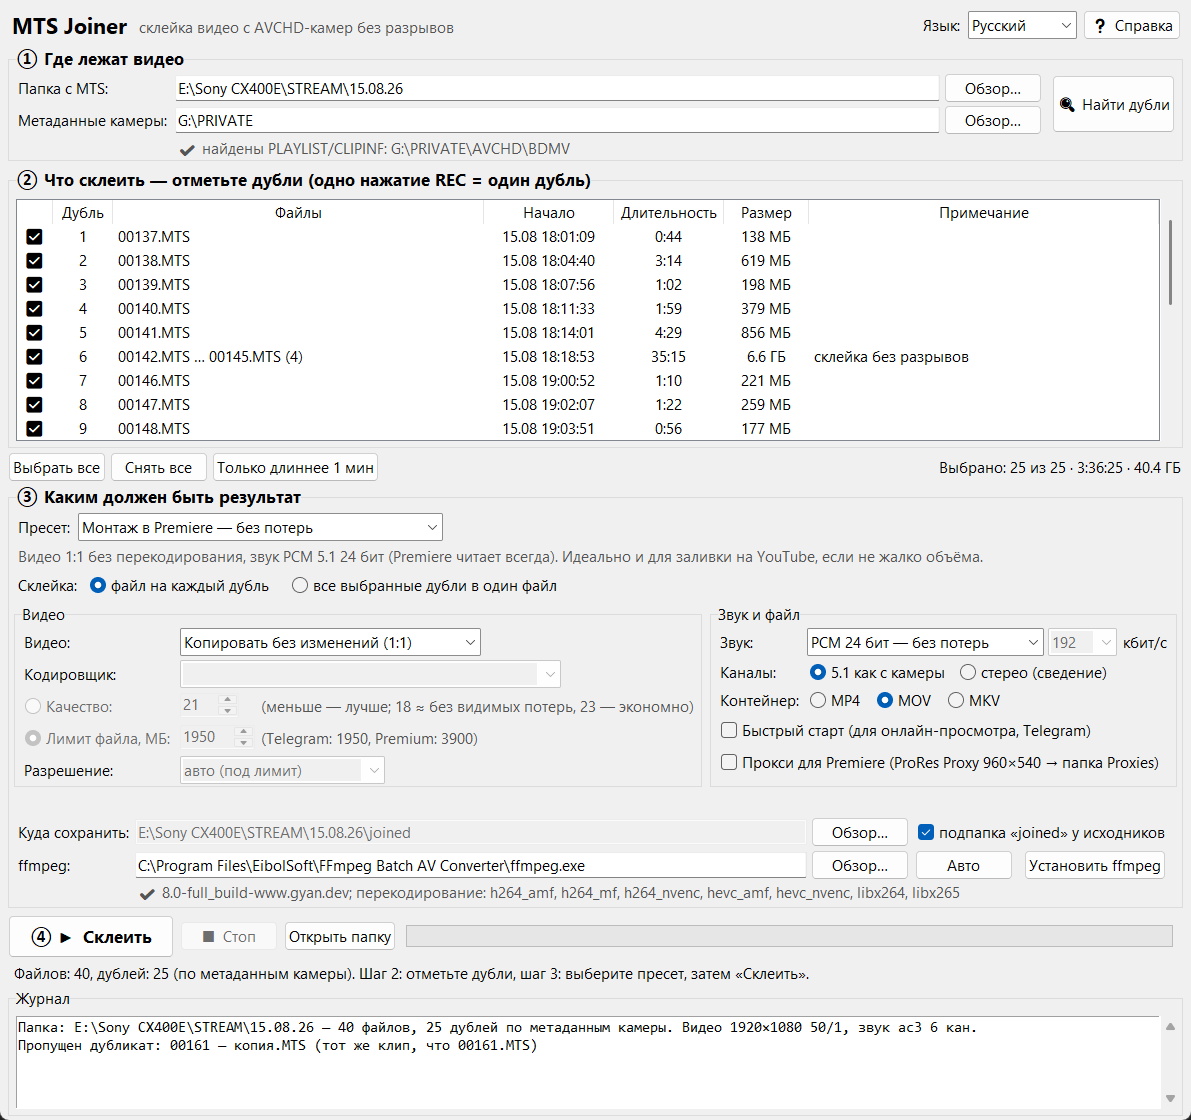 MTS Joiner склейка видео с AVCHD-камер без разрывов Язык: Русский ? Справка
① Где лежат видео
Папка с MTS: E:\Sony CX400E\STREAM\15.08.26 Обзор... Найти дубли
Метаданные камеры: G:\PRIVATE Обзор...
✔ найдены PLAYLIST/CLIPINF: G:\PRIVATE\AVCHD\BDMV
② Что склеить — отметьте дубли (одно нажатие REC = один дубль)
Дубль Файлы Начало Длительность Размер Примечание
1 00137.MTS 15.08 18:01:09 0:44 138 МБ
2 00138.MTS 15.08 18:04:40 3:14 619 МБ
3 00139.MTS 15.08 18:07:56 1:02 198 МБ
4 00140.MTS 15.08 18:11:33 1:59 379 МБ
5 00141.MTS 15.08 18:14:01 4:29 856 МБ
6 00142.MTS ... 00145.MTS (4) 15.08 18:18:53 35:15 6.6 ГБ склейка без разрывов
7 00146.MTS 15.08 19:00:52 1:10 221 МБ
8 00147.MTS 15.08 19:02:07 1:22 259 МБ
9 00148.MTS 15.08 19:03:51 0:56 177 МБ
Выбрать все Снять все Только длиннее 1 мин Выбрано: 25 из 25 · 3:36:25 · 40.4 ГБ
③ Каким должен быть результат
Пресет: Монтаж в Premiere — без потерь
Видео 1:1 без перекодирования, звук PCM 5.1 24 бит (Premiere читает всегда). Идеально и для заливки на YouTube, если не жалко объёма.
Склейка: файл на каждый дубль все выбранные дубли в один файл
Видео
Видео: Копировать без изменений (1:1)
Кодировщик:
Качество: 21 (меньше — лучше; 18 ≈ без видимых потерь, 23 — экономно)
Лимит файла, МБ: 1950 (Telegram: 1950, Premium: 3900)
Разрешение: авто (под лимит)
Звук и файл
Звук: PCM 24 бит — без потерь 192 кбит/с
Каналы: 5.1 как с камеры стерео (сведение)
Контейнер: MP4 MOV MKV
Быстрый старт (для онлайн-просмотра, Telegram)
Прокси для Premiere (ProRes Proxy 960×540 → папка Proxies)
Куда сохранить: E:\Sony CX400E\STREAM\15.08.26\joined Обзор... подпапка «joined» у исходников
ffmpeg: C:\Program Files\EibolSoft\FFmpeg Batch AV Converter\ffmpeg.exe Обзор... Авто Установить ffmpeg
✔ 8.0-full_build-www.gyan.dev; перекодирование: h264_amf, h264_mf, h264_nvenc, hevc_amf, hevc_nvenc, libx264, libx265
④ ► Склеить ■ Стоп Открыть папку
Файлов: 40, дублей: 25 (по метаданным камеры). Шаг 2: отметьте дубли, шаг 3: выберите пресет, затем «Склеить».
Журнал
Папка: E:\Sony CX400E\STREAM\15.08.26 — 40 файлов, 25 дублей по метаданным камеры. Видео 1920×1080 50/1, звук ac3 6 кан.
Пропущен дубликат: 00161 — копия.MTS (тот же клип, что 00161.MTS)